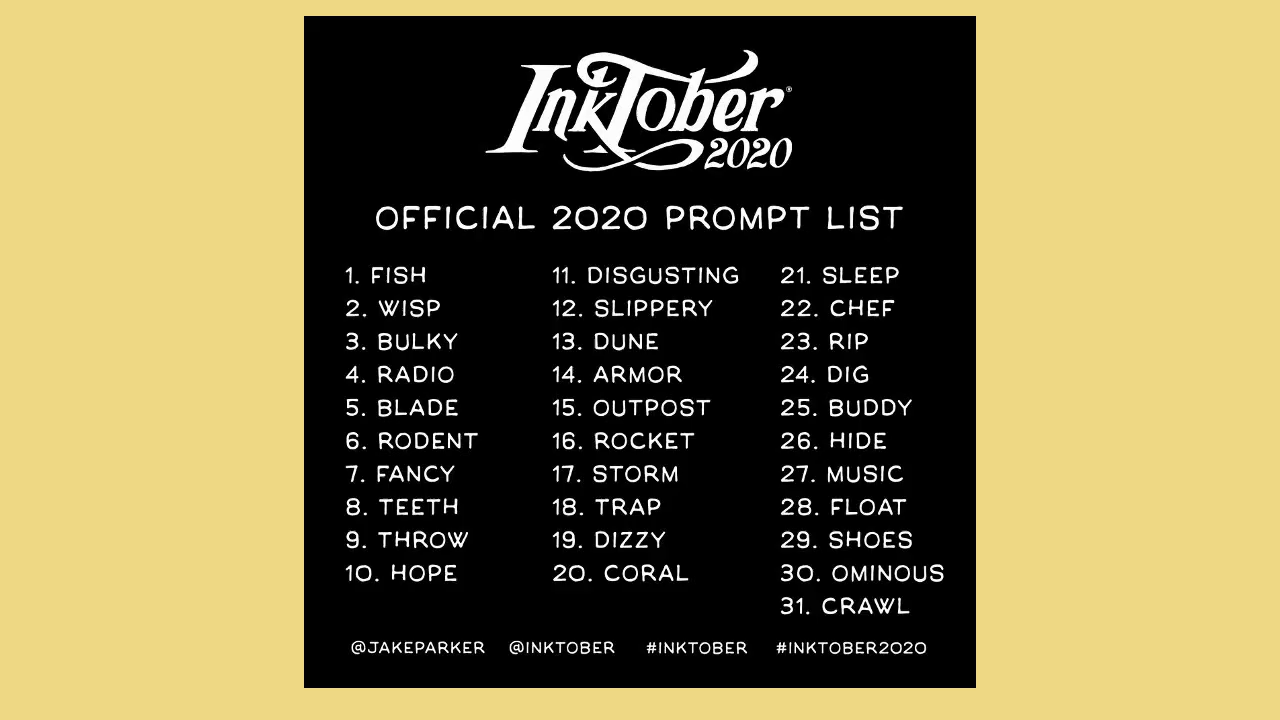 InkTober®
2020
OFFICIAL 2020 PROMPT LIST
1. FISH
2. WISP
3. BULKY
4. RADIO
5. BLADE
6. RODENT
7. FANCY
8. TEETH
9. THROW
10. HOPE
11. DISGUSTING
12. SLIPPERY
13. DUNE
14. ARMOR
15. OUTPOST
16. ROCKET
17. STORM
18. TRAP
19. DIZZY
20. CORAL
21. SLEEP
22. CHEF
23. RIP
24. DIG
25. BUDDY
26. HIDE
27. MUSIC
28. FLOAT
29. SHOES
30. OMINOUS
31. CRAWL
@JAKEPARKER @INKTOBER #INKTOBER #INKTOBER2020